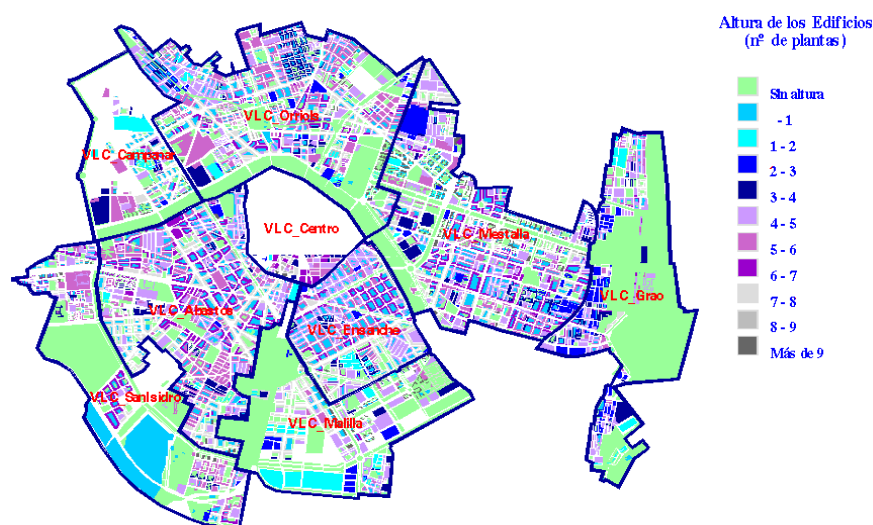 Altura de los Edificios
(nº de plantas)
Sin altura
- 1
1 - 2
2 - 3
3 - 4
4 - 5
5 - 6
6 - 7
7 - 8
8 - 9
Más de 9
VLC_Orriols
VLC_Campanar
VLC_Centro
VLC_Mestalla
VLC_Grao
VLC_Abastos
VLC_Ensanche
VLC_SanIsidro
VLC_Malilla